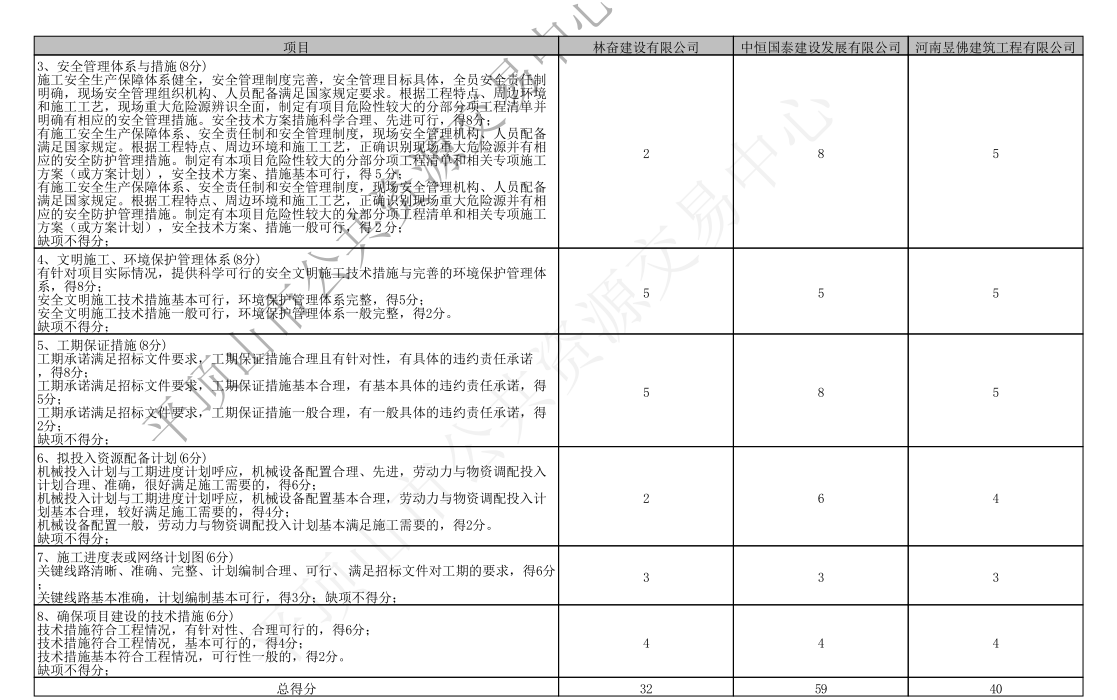 项目 林奋建设有限公司 中恒国泰建设发展有限公司 河南昱佛建筑工程有限公司
3、安全管理体系与措施(8分)
施工安全生产保障体系健全，安全管理制度完善，安全管理目标具体，全员安全责任制
明确，现场安全管理组织机构、人员配备满足国家规定要求。根据工程特点、周边环境
和施工工艺，现场重大危险源辨识全面，制定有项目危险性较大的分部分项工程清单并
明确有相应的安全管理措施。安全技术方案措施科学合理、先进可行，得8分；
有施工安全生产保障体系、安全责任制和安全管理制度，现场安全管理机构、人员配备
满足国家规定。根据工程特点、周边环境和施工工艺，正确识别现场重大危险源并有相
应的安全防护管理措施。制定有本项目危险性较大的分部分项工程清单和相关专项施工
方案（或方案计划），安全技术方案、措施基本可行，得5分；
有施工安全生产保障体系、安全责任制和安全管理制度，现场安全管理机构、人员配备
满足国家规定。根据工程特点、周边环境和施工工艺，正确识别现场重大危险源并有相
应的安全防护管理措施。制定有本项目危险性较大的分部分项工程清单和相关专项施工
方案（或方案计划），安全技术方案、措施一般可行，得2分；
缺项不得分；
2 8 5
4、文明施工、环境保护管理体系(8分)
有针对项目实际情况，提供科学可行的安全文明施工技术措施与完善的环境保护管理体
系，得8分；
安全文明施工技术措施基本可行，环境保护管理体系完整，得5分；
安全文明施工技术措施一般可行，环境保护管理体系一般完整，得2分。
缺项不得分；
5 5 5
5、工期保证措施(8分)
工期承诺满足招标文件要求，工期保证措施合理且有针对性，有具体的违约责任承诺
，得8分；
工期承诺满足招标文件要求，工期保证措施基本合理，有基本具体的违约责任承诺，得
5分；
工期承诺满足招标文件要求，工期保证措施一般合理，有一般具体的违约责任承诺，得
2分；
缺项不得分；
5 8 5
6、拟投入资源配备计划(6分)
机械投入计划与工期进度计划呼应，机械设备配置合理、先进，劳动力与物资调配投入
计划合理、准确，很好满足施工需要的，得6分；
机械投入计划与工期进度计划呼应，机械设备配置基本合理，劳动力与物资调配投入计
划基本合理，较好满足施工需要的，得4分；
机械设备配置一般，劳动力与物资调配投入计划基本满足施工需要的，得2分。
缺项不得分；
2 6 4
7、施工进度表或网络计划图(6分)
关键线路清晰、准确、完整、计划编制合理、可行、 满足招标文件对工期的要求，得6分
；
关键线路基本准确，计划编制基本可行，得3分；缺项不得分；
3 3 3
8、确保项目建设的技术措施(6分)
技术措施符合工程情况，有针对性、合理可行的，得6分；
技术措施符合工程情况，基本可行的，得4分；
技术措施基本符合工程情况，可行性一般的，得2分。
缺项不得分；
4 4 4
总得分 32 59 40
平顶山市公共资源交易中心
平顶山市公共资源交易中心